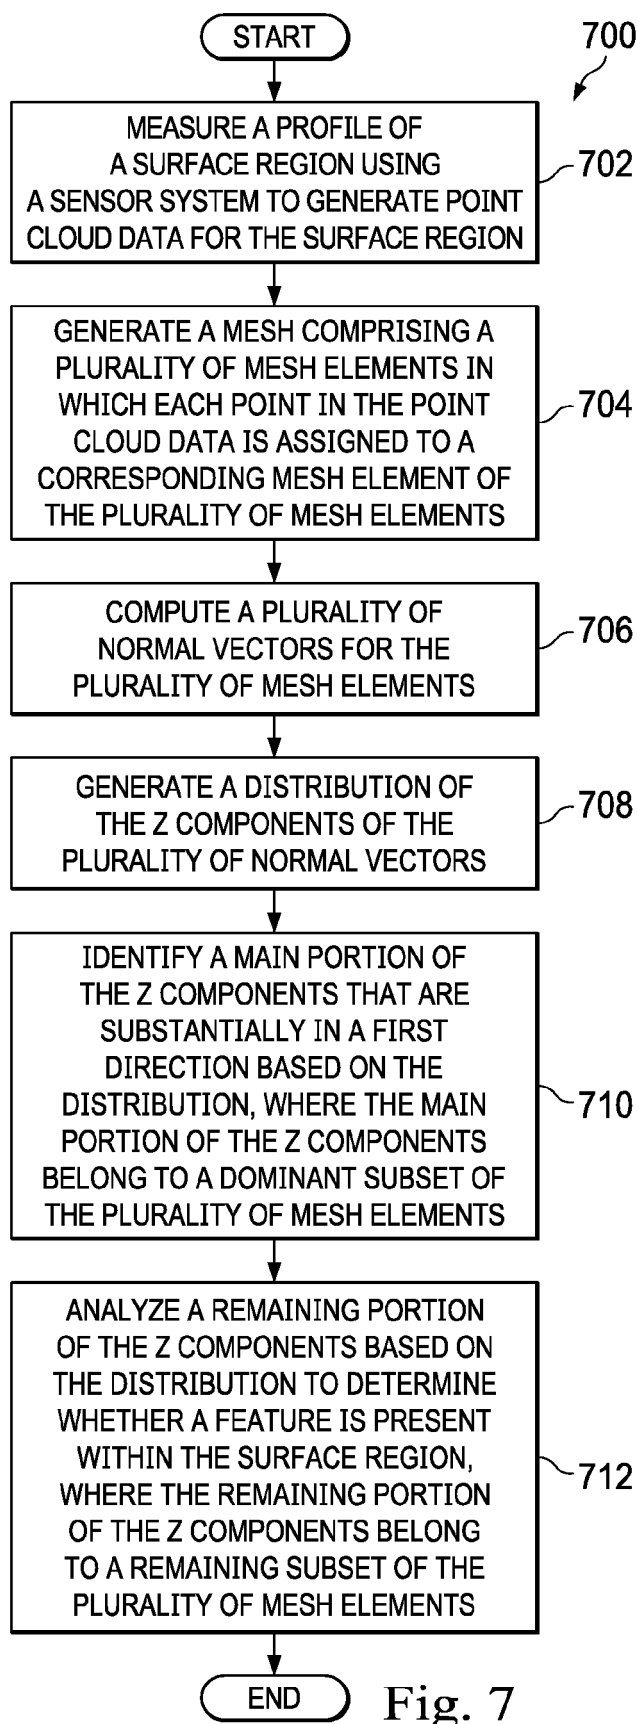 START
700
MEASURE A PROFILE OF
A SURFACE REGION USING
A SENSOR SYSTEM TO GENERATE POINT
CLOUD DATA FOR THE SURFACE REGION
702
GENERATE A MESH COMPRISING A
PLURALITY OF MESH ELEMENTS IN
WHICH EACH POINT IN THE POINT
CLOUD DATA IS ASSIGNED TO A
CORRESPONDING MESH ELEMENT OF
THE PLURALITY OF MESH ELEMENTS
704
COMPUTE A PLURALITY OF
NORMAL VECTORS FOR THE
PLURALITY OF MESH ELEMENTS
706
GENERATE A DISTRIBUTION OF
THE Z COMPONENTS OF THE
PLURALITY OF NORMAL VECTORS
708
IDENTIFY A MAIN PORTION OF
THE Z COMPONENTS THAT ARE
SUBSTANTIALLY IN A FIRST
DIRECTION BASED ON THE
DISTRIBUTION, WHERE THE MAIN
PORTION OF THE Z COMPONENTS
BELONG TO A DOMINANT SUBSET OF
THE PLURALITY OF MESH ELEMENTS
710
ANALYZE A REMAINING PORTION
OF THE Z COMPONENTS BASED ON
THE DISTRIBUTION TO DETERMINE
WHETHER A FEATURE IS PRESENT
WITHIN THE SURFACE REGION,
WHERE THE REMAINING PORTION
OF THE Z COMPONENTS BELONG
TO A REMAINING SUBSET OF THE
PLURALITY OF MESH ELEMENTS
712
END
Fig. 7